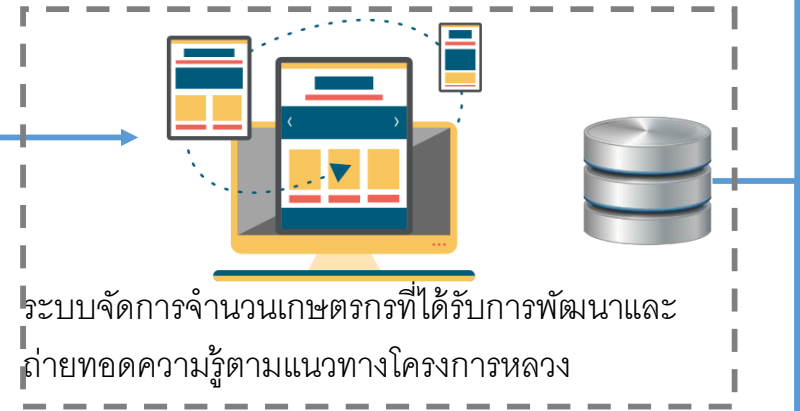 ระบบจัดการจำนวนเกษตรกรที่ได้รับการพัฒนาและ
ถ่ายทอดความรู้ตามแนวทางโครงการหลวง